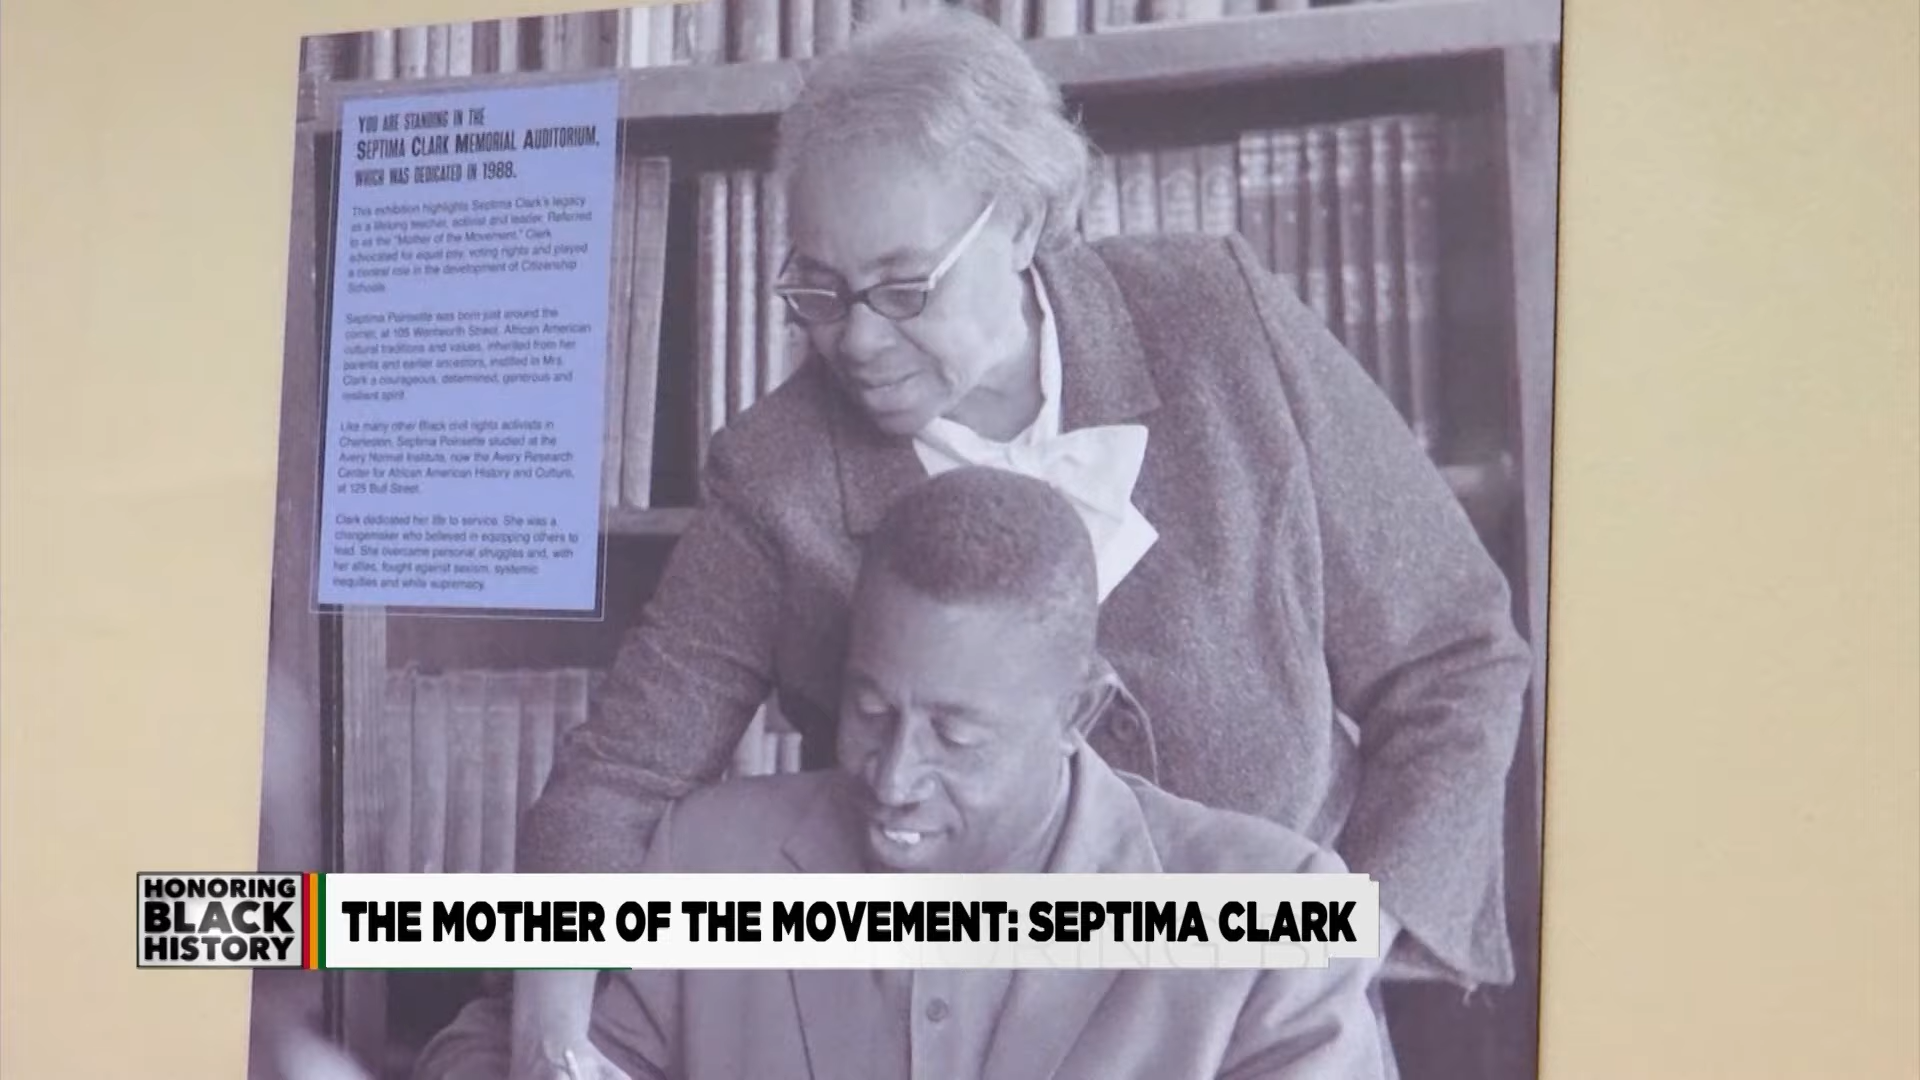 YOU ARE STANDING IN THE
SEPTIMA CLARK MEMORIAL AUDITORIUM,
WHICH WAS DEDICATED IN 1988.
This exhibition highlights Septima Clark's legacy
as a lifelong teacher, activist and leader. Referred
to as the "Mother of the Movement," Clark
advocated for equal pay, voting rights and played
a central role in the development of Citizenship
Schools.
Septima Poinsette was born just around the
corner, at 105 Wentworth Street. African American
cultural traditions and values, inherited from her
parents and earlier ancestors, instilled in Mrs.
Clark a courageous, determined, generous and
resilient spirit.
Like many other Black civil rights activists in
Charleston, Septima Poinsette studied at the
Avery Normal Institute, now the Avery Research
Center for African American History and Culture,
at 125 Bull Street.
Clark dedicated her life to service. She was a
changemaker who believed in equipping others to
lead. She overcame personal struggles and, with
her allies, fought against sexism, systemic
inequities and white supremacy.
HONORING
BLACK
HISTORY
THE MOTHER OF THE MOVEMENT: SEPTIMA CLARK